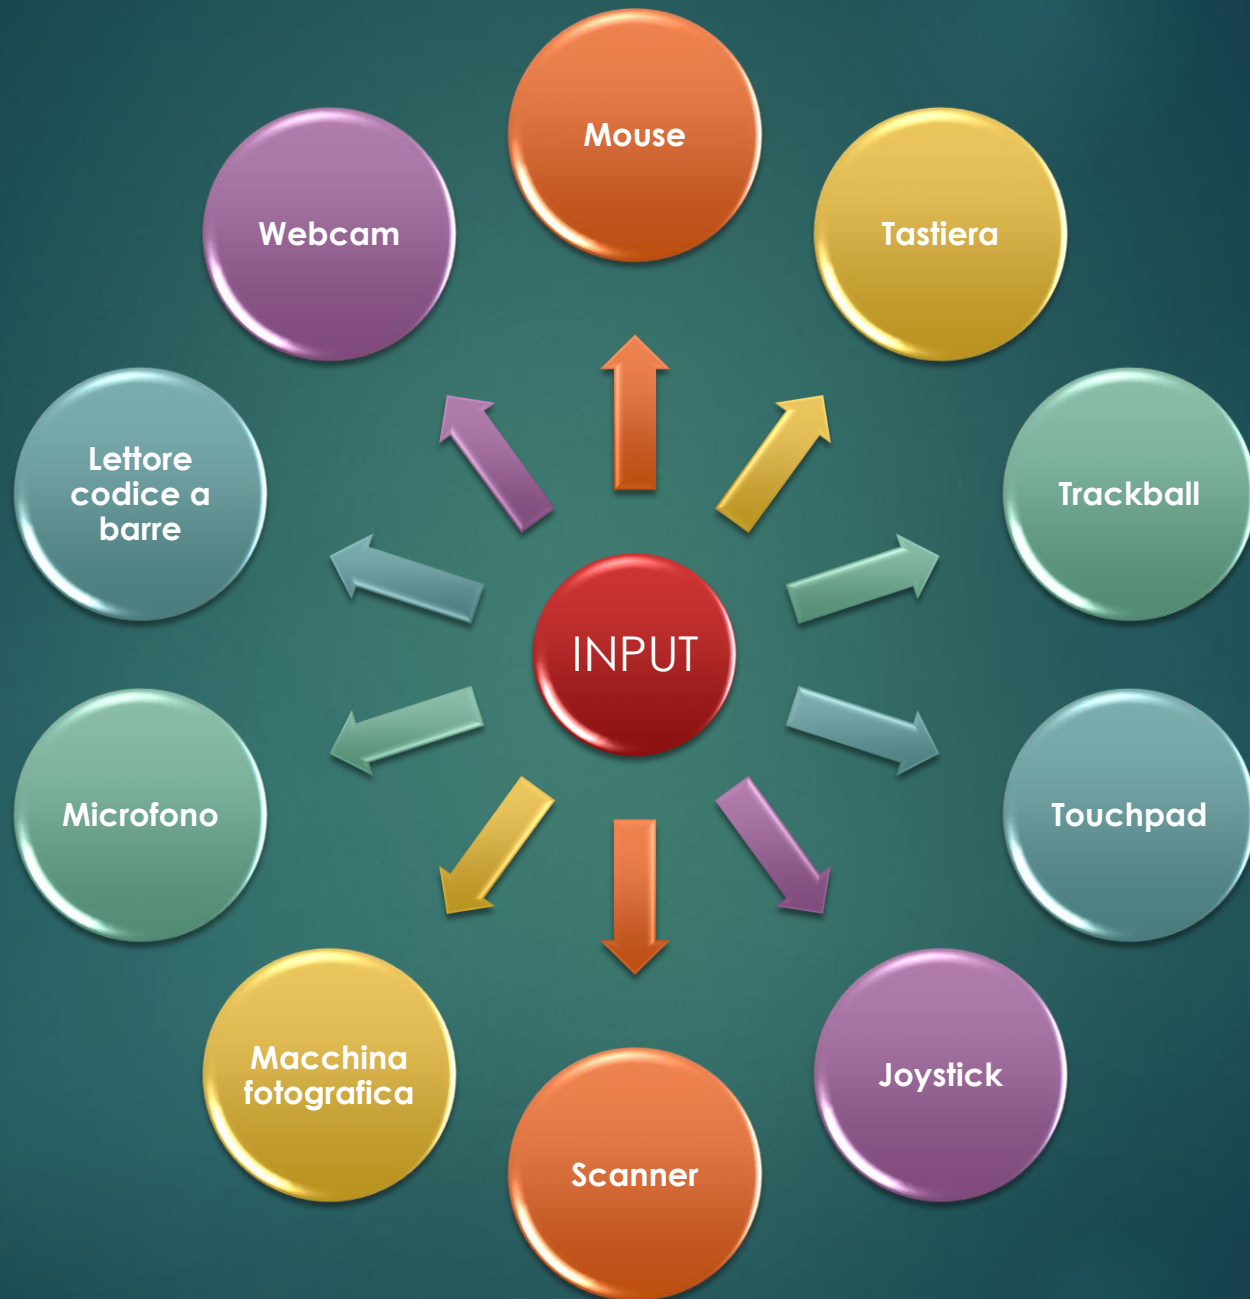 Mouse
Tastiera
Trackball
Touchpad
Joystick
Scanner
Macchina
fotografica
Microfono
Lettore
codice a
barre
Webcam
INPUT